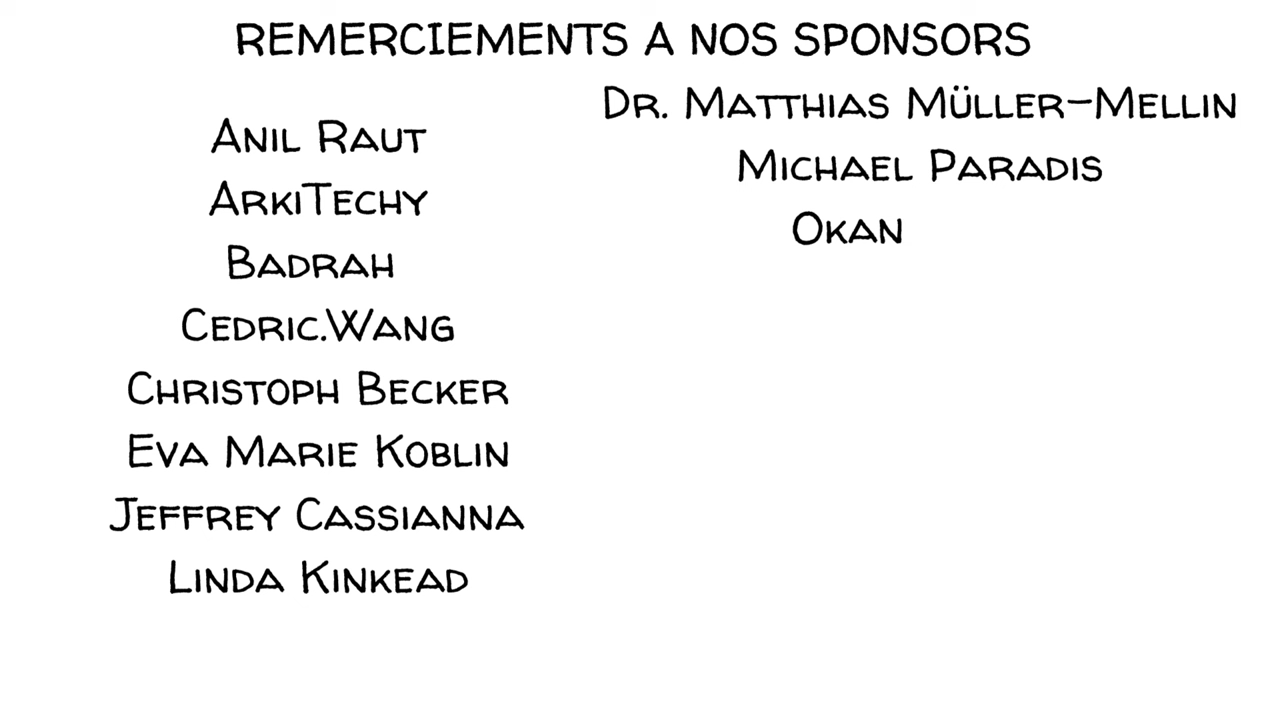 REMERCIEMENTS A NOS SPONSORS
Anil Raut
ArkiTechy
Badrah
Cedric.Wang
Christoph Becker
Eva Marie Koblin
Jeffrey Cassianna
Linda Kinkead
Dr. Matthias Müller-Mellin
Michael Paradis
Okan